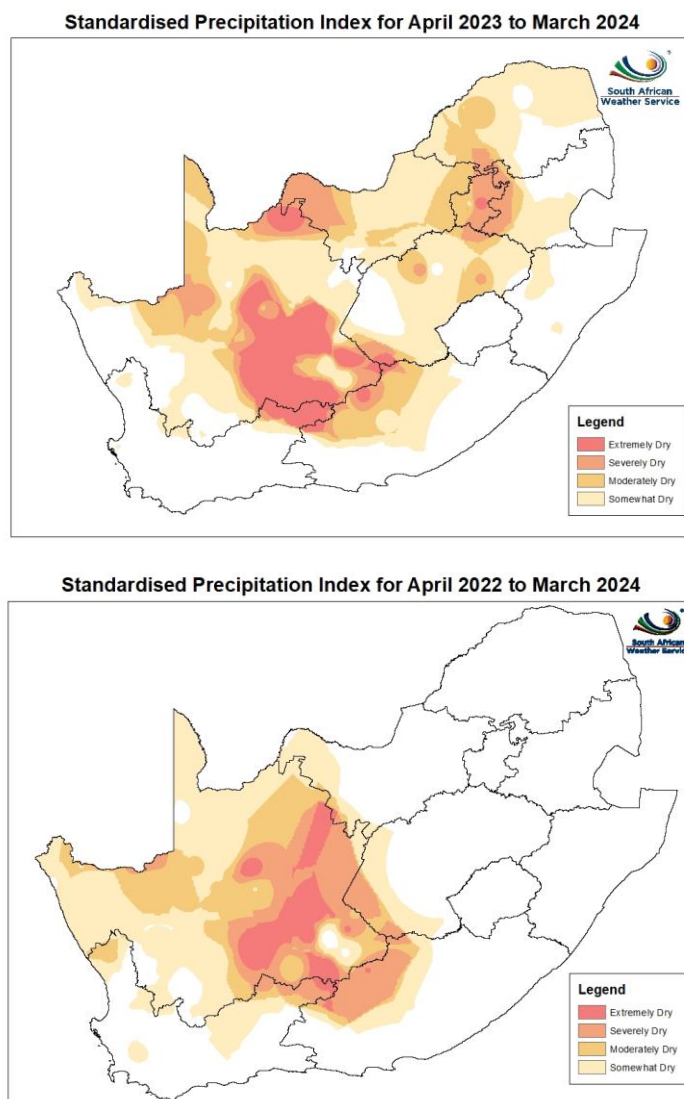 Standardised Precipitation Index for April 2023 to March 2024
South African
Weather Service
Legend
Extremely Dry
Severely Dry
Moderately Dry
Somewhat Dry
Standardised Precipitation Index for April 2022 to March 2024
South African
Weather Service
Legend
Extremely Dry
Severely Dry
Moderately Dry
Somewhat Dry